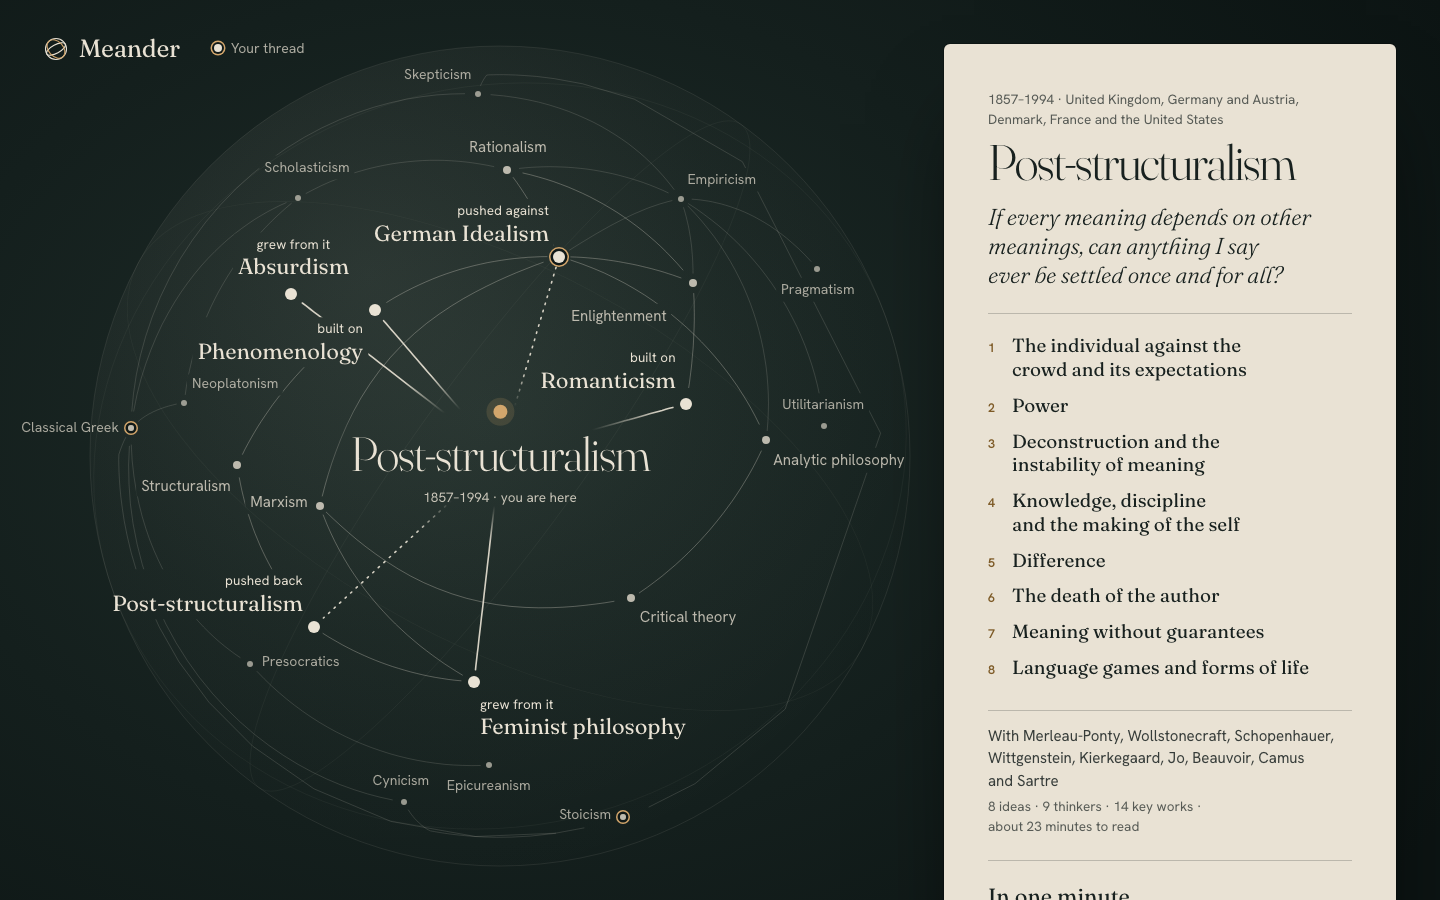 Meander
Your thread
Skepticism
Rationalism
Scholasticism
Empiricism
pushed against
German Idealism
grew from it
Absurdism
Pragmatism
Enlightenment
built on
Phenomenology
built on
Romanticism
Neoplatonism
Utilitarianism
Classical Greek
Post-structuralism
Analytic philosophy
Structuralism
Marxism
1857–1994 · you are here
pushed back
Post-structuralism
Critical theory
Presocratics
grew from it
Feminist philosophy
Cynicism
Epicureanism
Stoicism
1857–1994 · United Kingdom, Germany and Austria,
Denmark, France and the United States
Post-structuralism
If every meaning depends on other
meanings, can anything I say
ever be settled once and for all?
1 The individual against the
crowd and its expectations
2 Power
3 Deconstruction and the
instability of meaning
4 Knowledge, discipline
and the making of the self
5 Difference
6 The death of the author
7 Meaning without guarantees
8 Language games and forms of life
With Merleau-Ponty, Wollstonecraft, Schopenhauer,
Wittgenstein, Kierkegaard, Jo, Beauvoir, Camus
and Sartre
8 ideas · 9 thinkers · 14 key works ·
about 23 minutes to read
In one minute